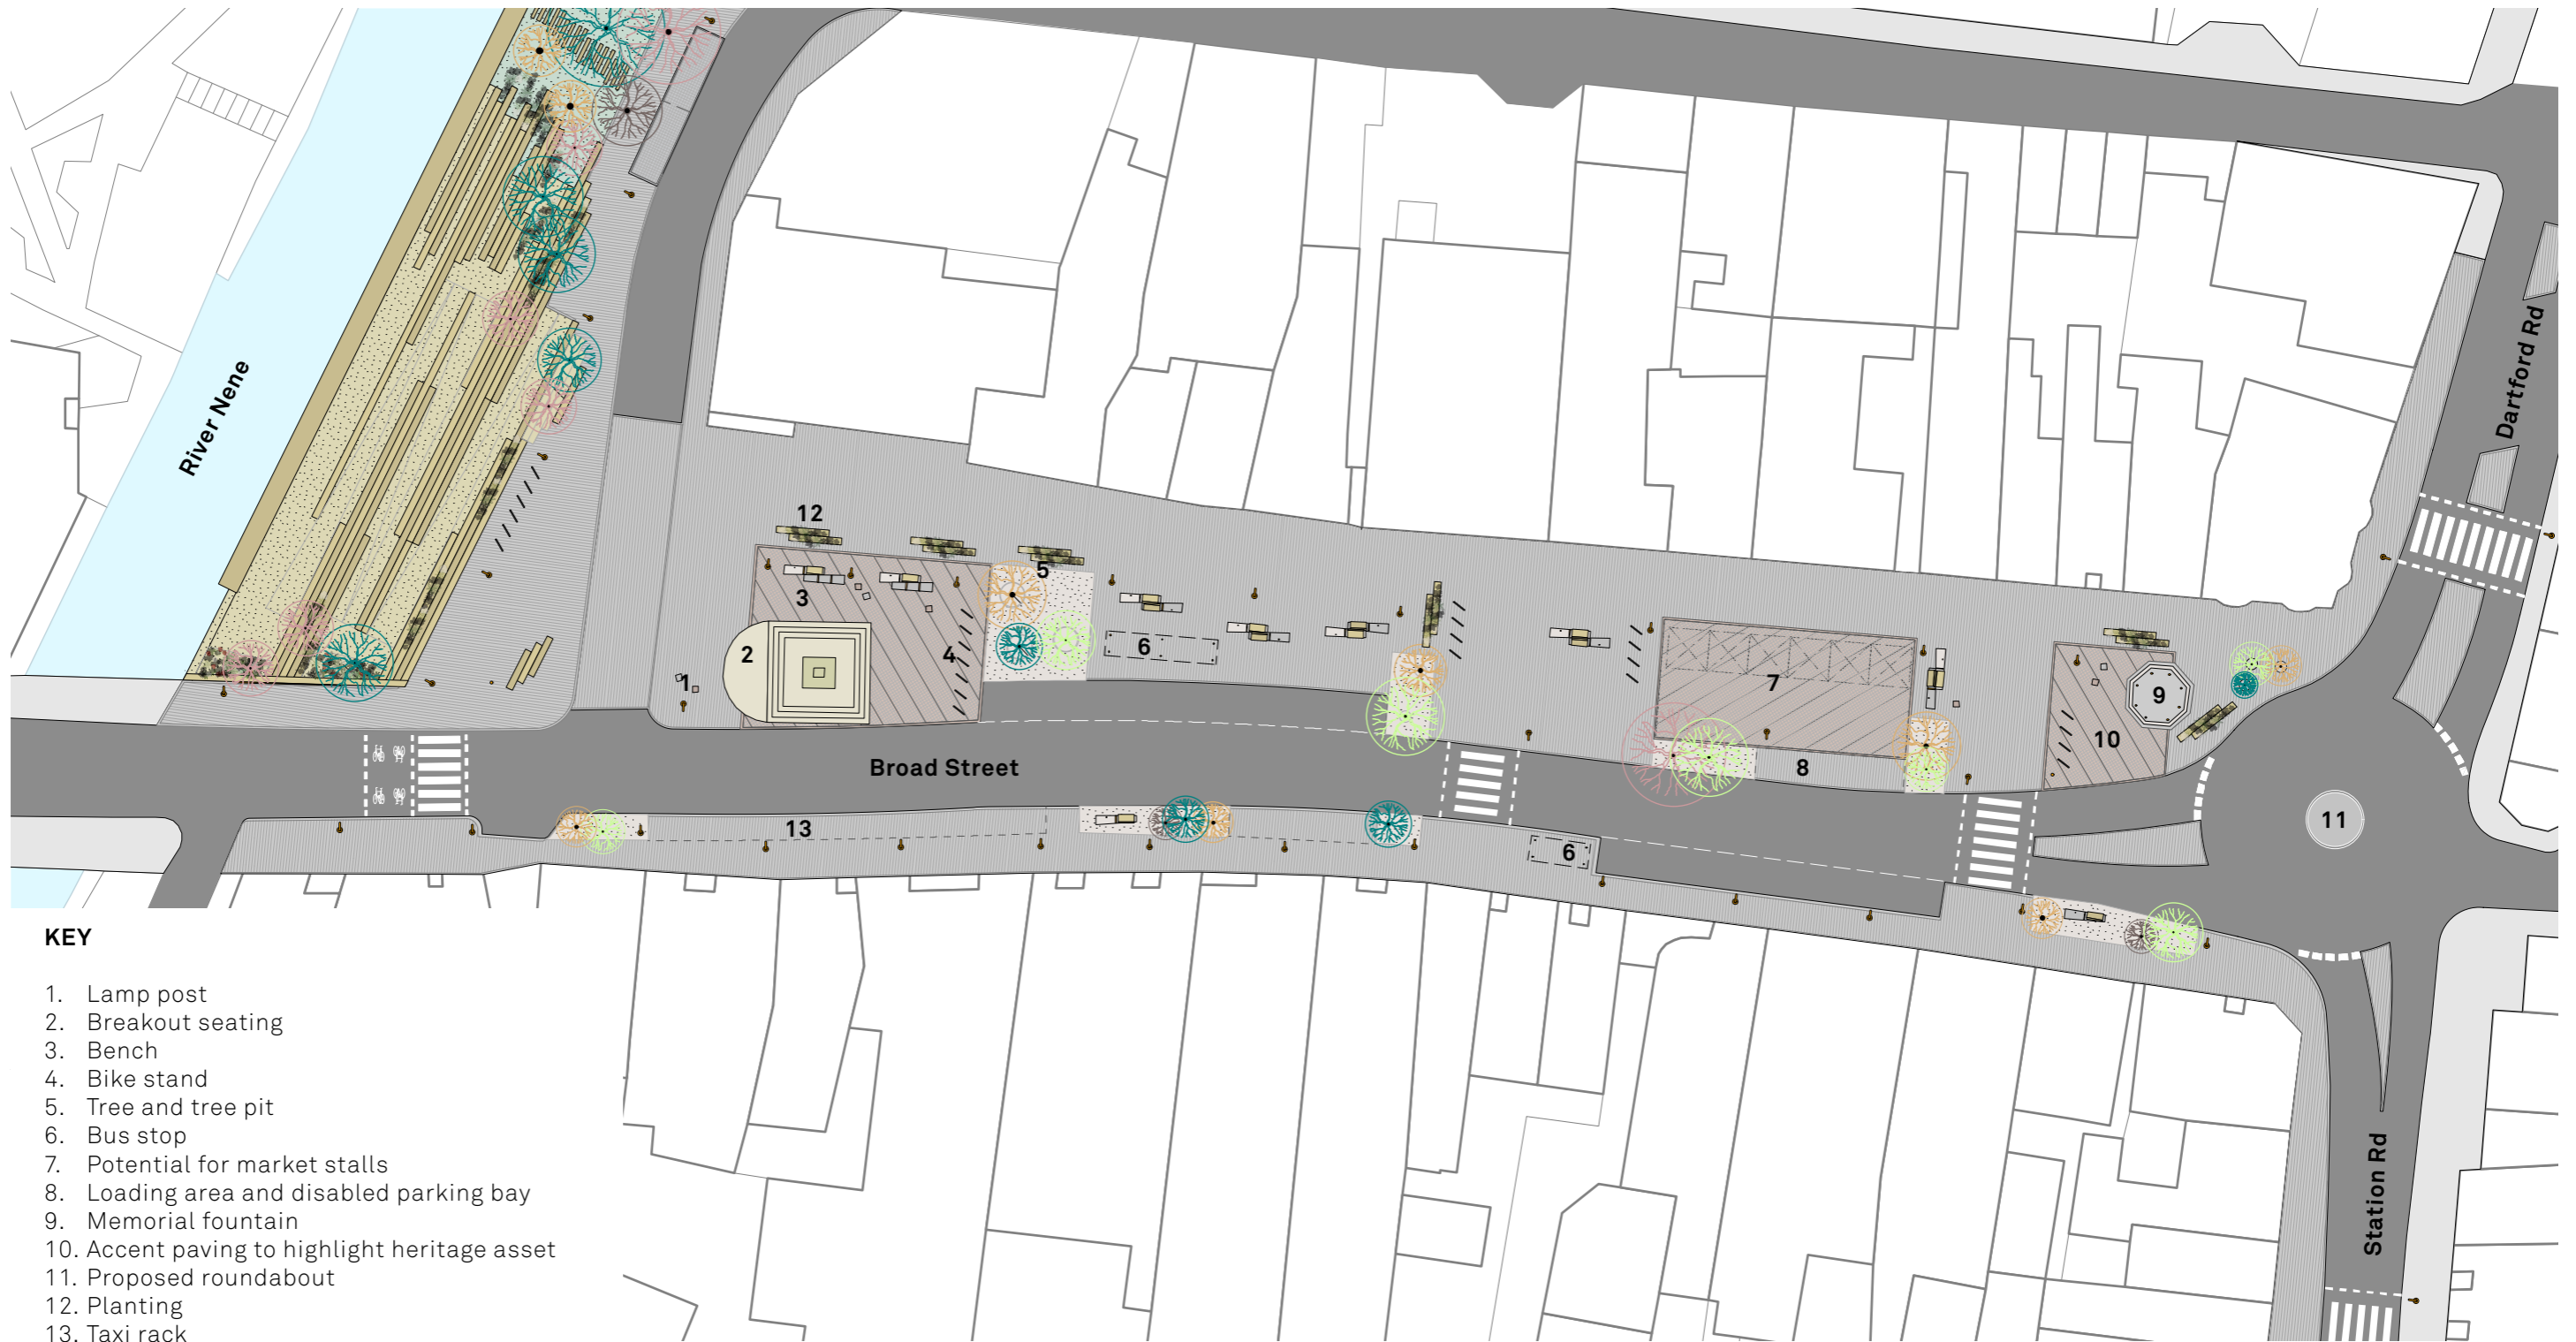 River Nene
Dartford Rd
12
5
3
2
4
6
1
7
9
10
Broad Street
8
13
6
11
Station Rd
KEY
1. Lamp post
2. Breakout seating
3. Bench
4. Bike stand
5. Tree and tree pit
6. Bus stop
7. Potential for market stalls
8. Loading area and disabled parking bay
9. Memorial fountain
10. Accent paving to highlight heritage asset
11. Proposed roundabout
12. Planting
13. Taxi rack